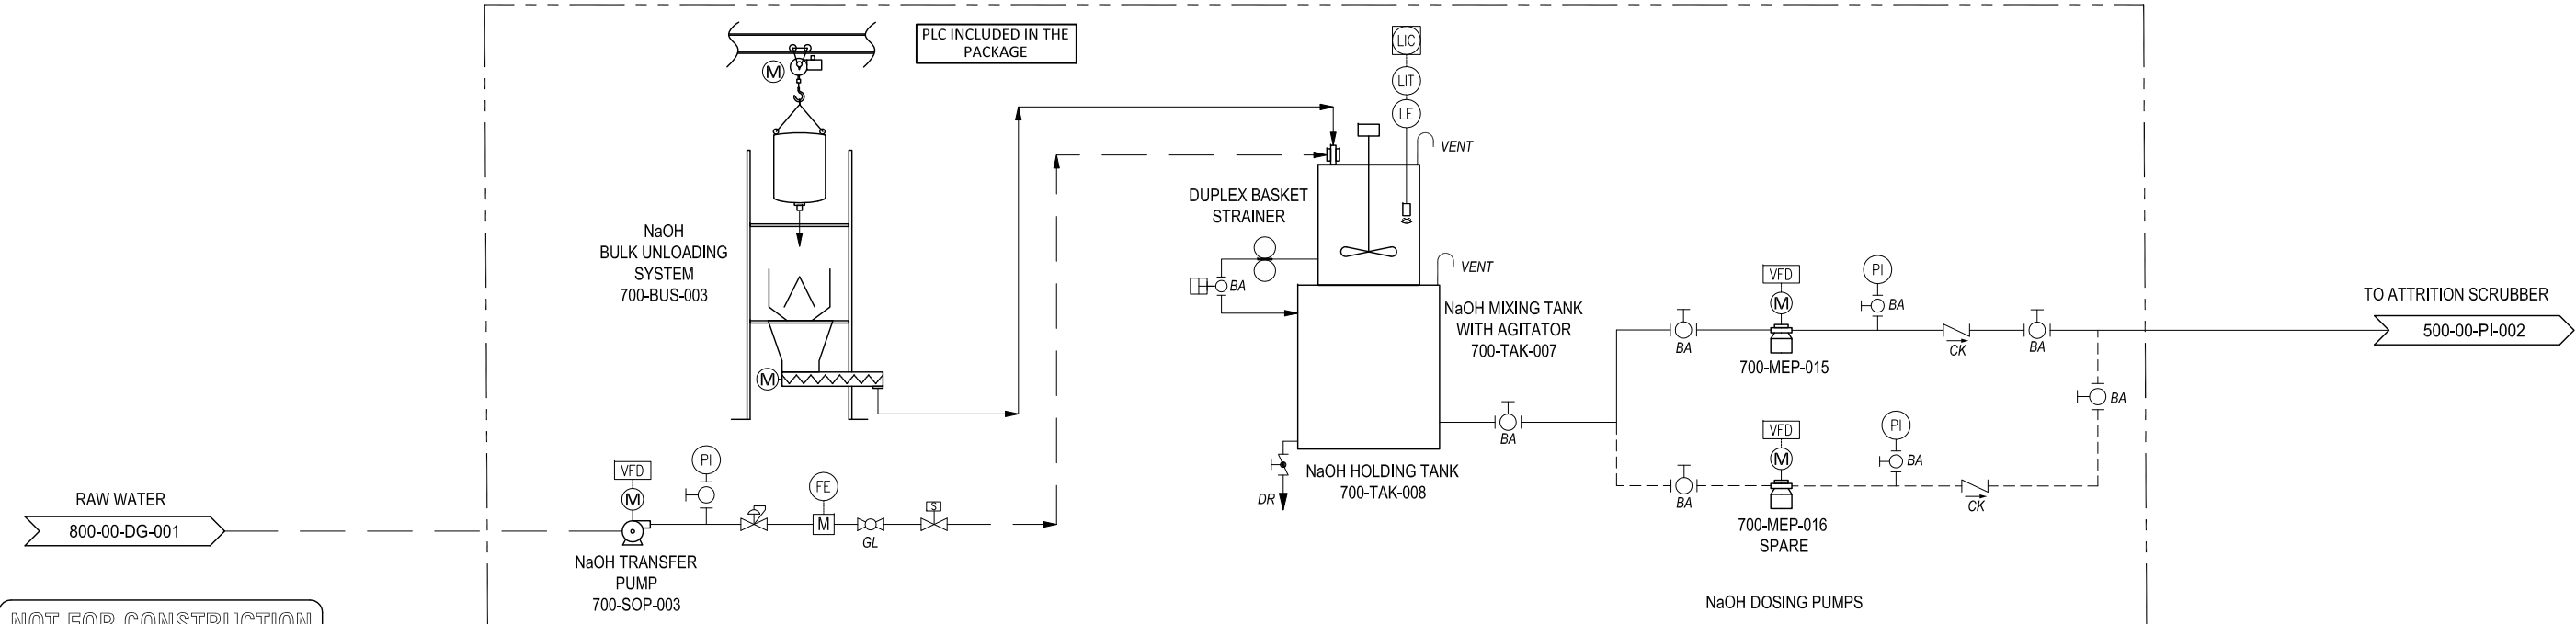 PLC INCLUDED IN THE
PACKAGE
LIC
LIT
LE
M
VENT
DUPLEX BASKET
STRAINER
NaOH
BULK UNLOADING
SYSTEM
700-BUS-003
BA
VENT
NaOH MIXING TANK
WITH AGITATOR
700-TAK-007
VFD
M
PI
BA
BA
700-MEP-015
CK
BA
TO ATTRITION SCRUBBER
500-00-PI-002
M
BA
BA
VFD
M
PI
BA
BA
700-MEP-016
SPARE
CK
NaOH HOLDING TANK
700-TAK-008
DR
RAW WATER
800-00-DG-001
VFD
M
PI
FE
M
GL
S
NaOH TRANSFER
PUMP
700-SOP-003
NaOH DOSING PUMPS
NOT FOR CONSTRUCTION